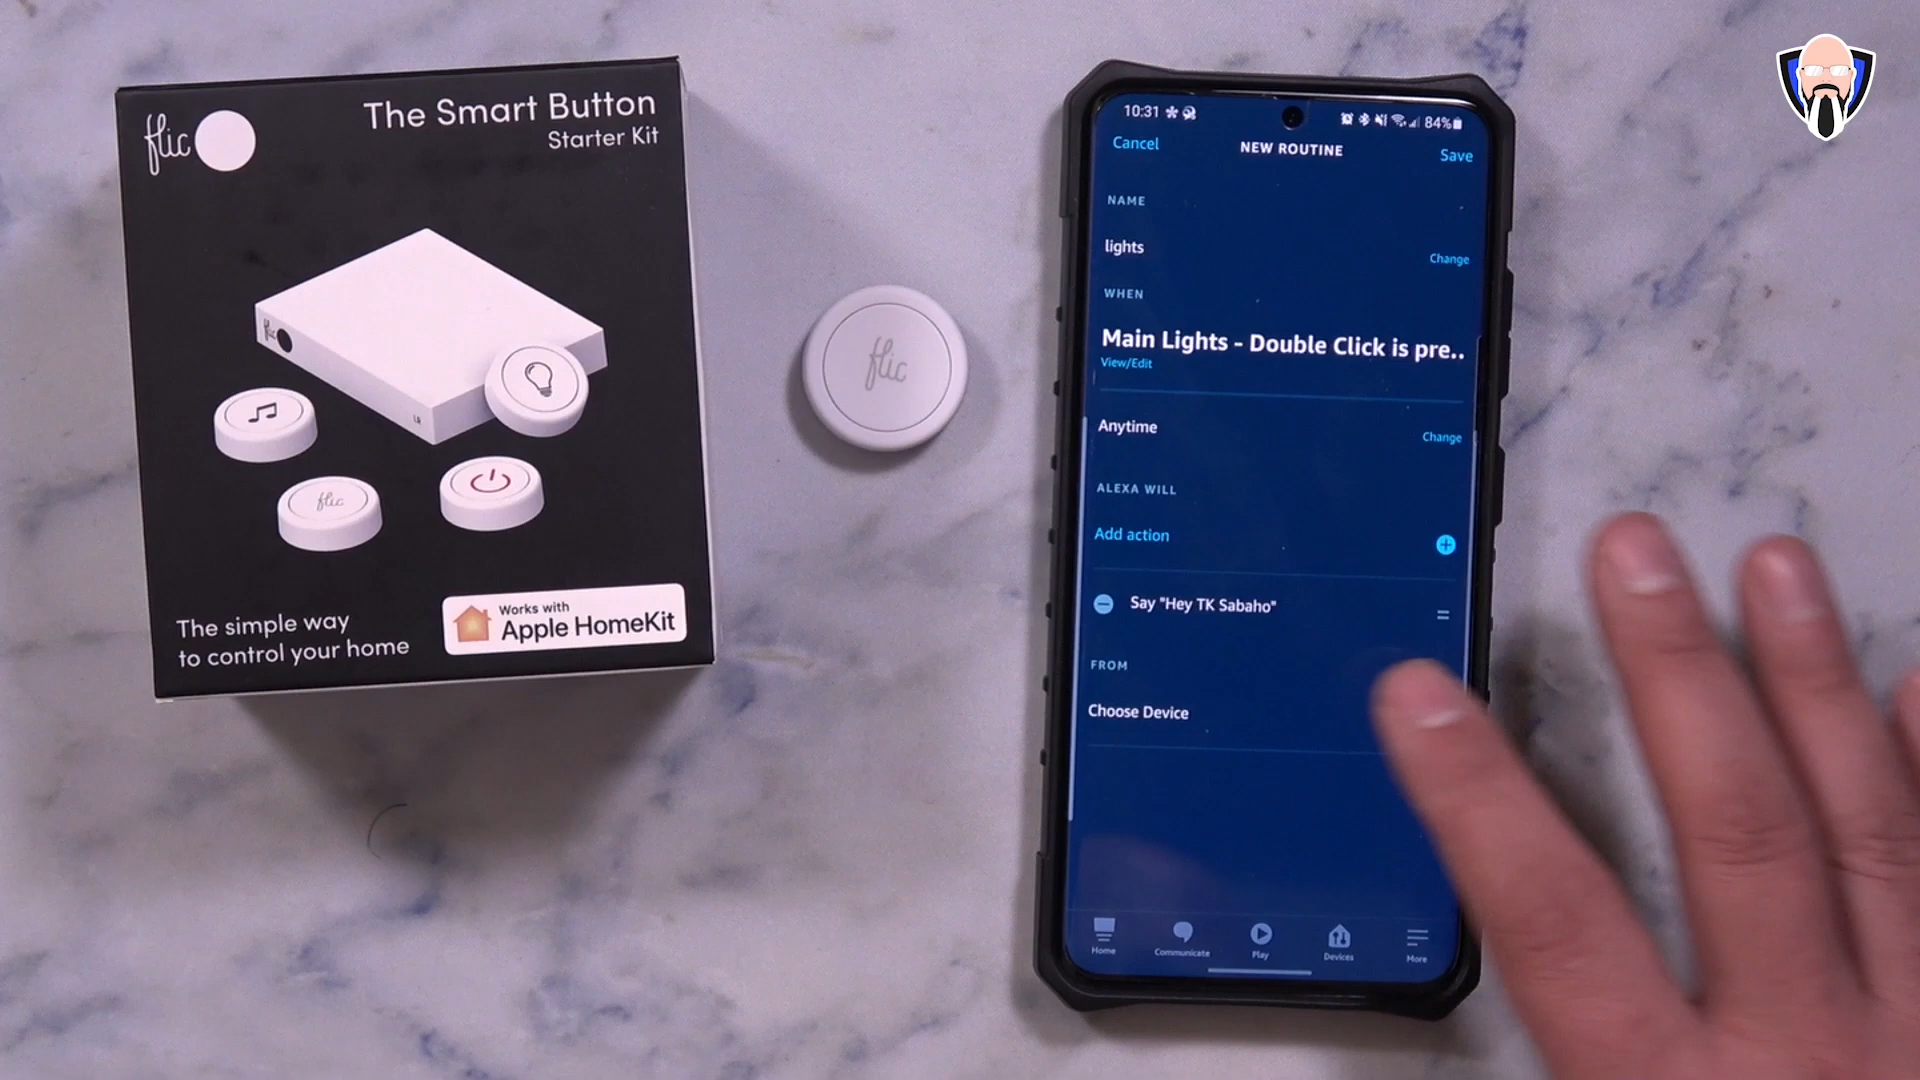 flic
The Smart Button
Starter Kit
flic
flic
The simple way
to control your home
Works with
Apple HomeKit
flic
10:31
84%
Cancel
NEW ROUTINE
Save
NAME
lights
Change
WHEN
Main Lights - Double Click is pre..
View/Edit
Anytime
Change
ALEXA WILL
Add action
Say "Hey TK Sabaho"
FROM
Choose Device
Home
Communicate
Play
Devices
More